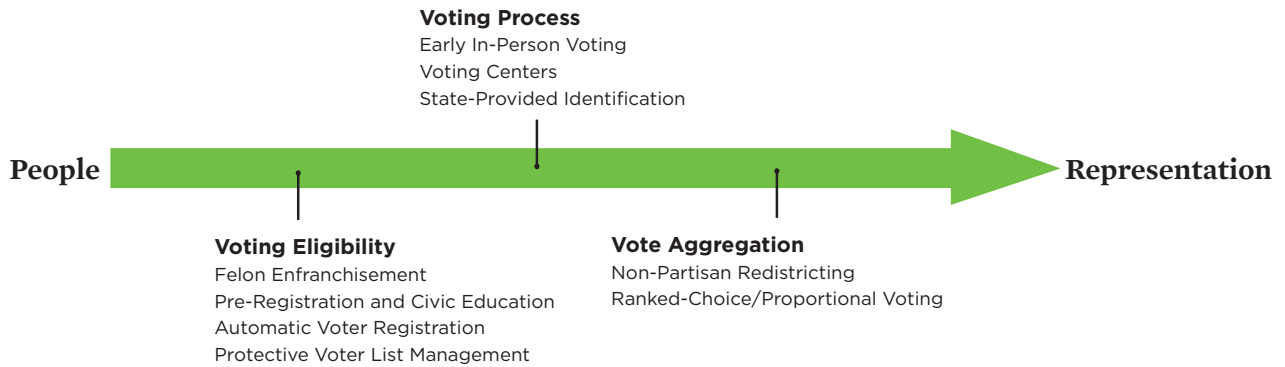 Voting Process
Early In-Person Voting
Voting Centers
State-Provided Identification
People
Representation
Voting Eligibility
Felon Enfranchisement
Pre-Registration and Civic Education
Automatic Voter Registration
Protective Voter List Management
Vote Aggregation
Non-Partisan Redistricting
Ranked-Choice/Proportional Voting